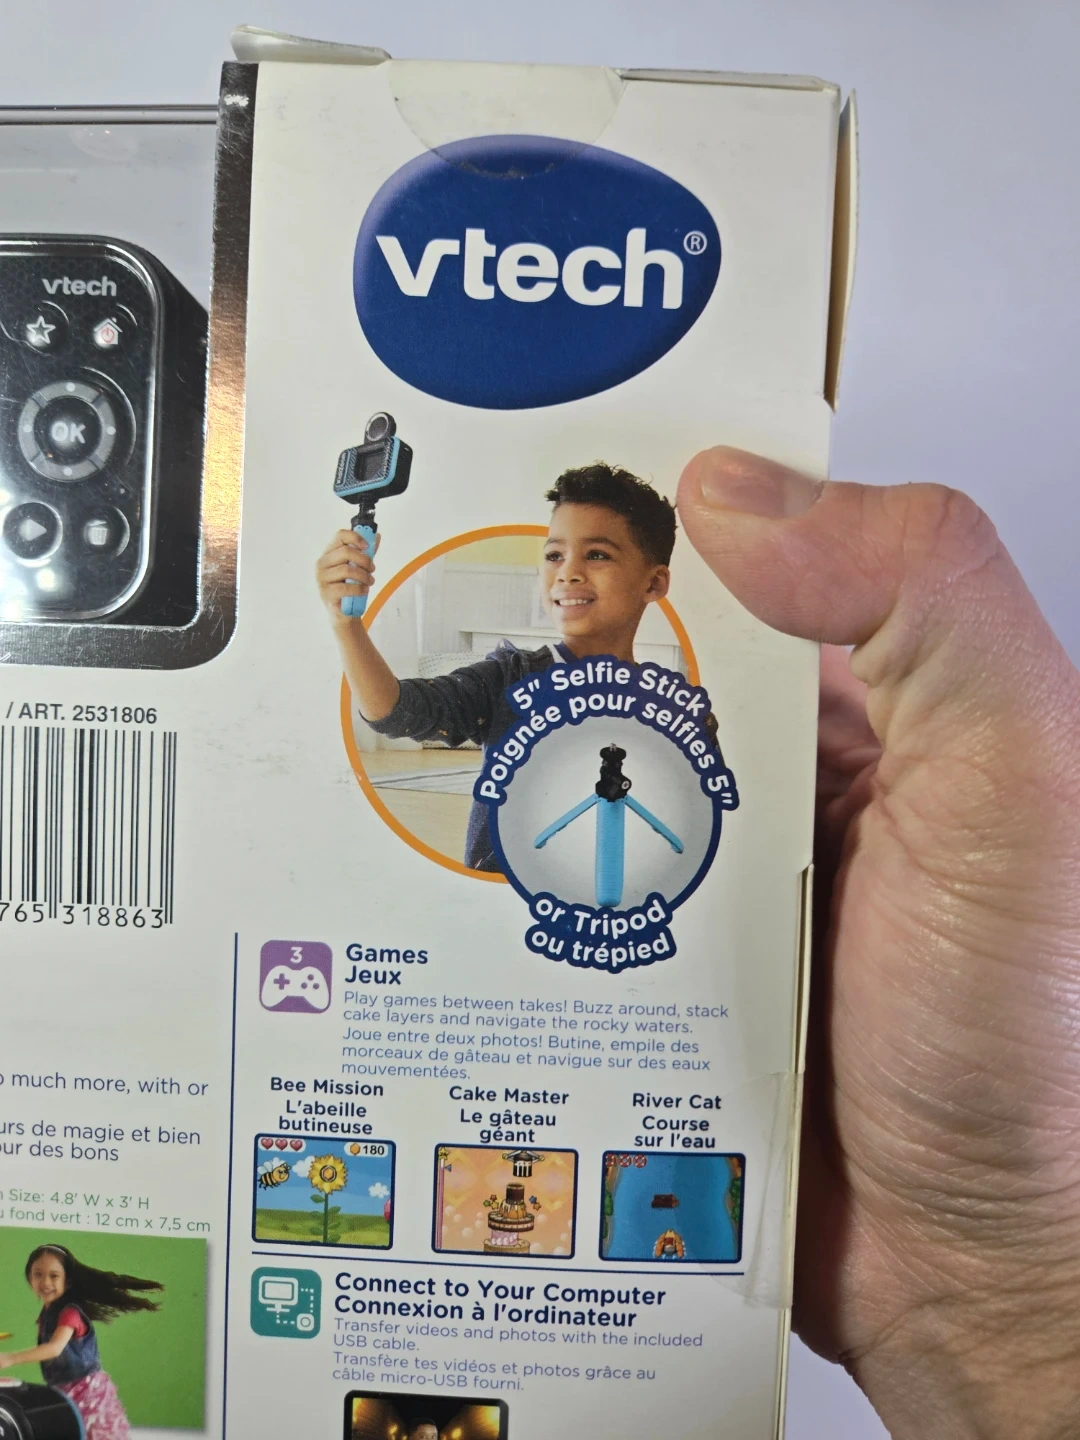 vtech®
vtech
OK
5" Selfie Stick
Poignée pour selfies 5"
or Tripod
ou trépied
/ ART. 2531806
765 318863
3
Games
Jeux
Play games between takes! Buzz around, stack
cake layers and navigate the rocky waters.
Joue entre deux photos! Butine, empile des
morceaux de gâteau et navigue sur des eaux
mouvementées.
Bee Mission
L'abeille
butineuse
180
Cake Master
Le gâteau
géant
River Cat
Course
sur l'eau
much more, with or
urs de magie et bien
our des bons
Size: 4.8' W x 3' H
fond vert : 12 cm x 7,5 cm
Connect to Your Computer
Connexion à l'ordinateur
Transfer videos and photos with the included
USB cable.
Transfère tes vidéos et photos grâce au
câble micro-USB fourni.